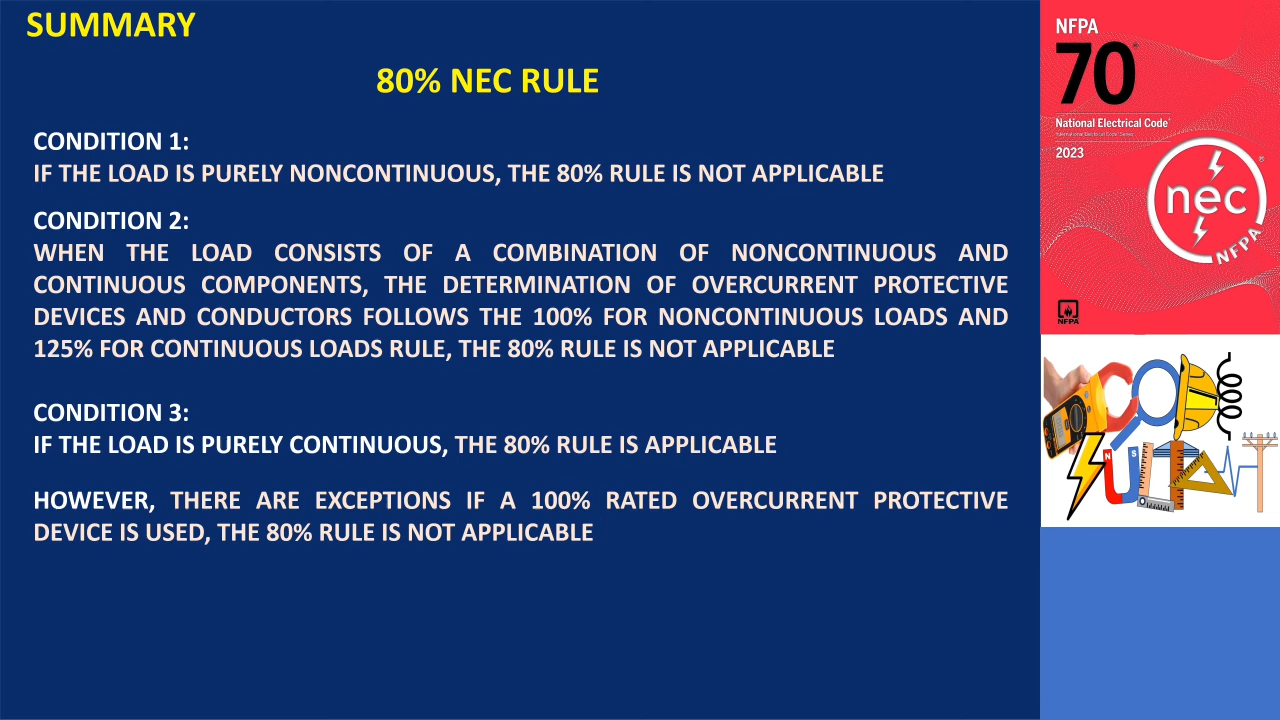 SUMMARY
80% NEC RULE
CONDITION 1:
IF THE LOAD IS PURELY NONCONTINUOUS, THE 80% RULE IS NOT APPLICABLE
CONDITION 2:
WHEN THE LOAD CONSISTS OF A COMBINATION OF NONCONTINUOUS AND
CONTINUOUS COMPONENTS, THE DETERMINATION OF OVERCURRENT PROTECTIVE
DEVICES AND CONDUCTORS FOLLOWS THE 100% FOR NONCONTINUOUS LOADS AND
125% FOR CONTINUOUS LOADS RULE, THE 80% RULE IS NOT APPLICABLE
CONDITION 3:
IF THE LOAD IS PURELY CONTINUOUS, THE 80% RULE IS APPLICABLE
HOWEVER, THERE ARE EXCEPTIONS IF A 100% RATED OVERCURRENT PROTECTIVE
DEVICE IS USED, THE 80% RULE IS NOT APPLICABLE
NFPA
70®
National Electrical Code®
International Electrical Code® Series
2023
nec®
NFPA
NFPA
N
S